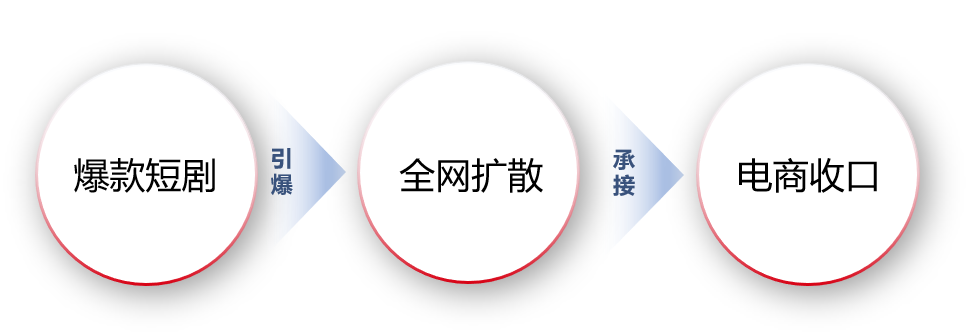 爆款短剧
引爆
全网扩散
承接
电商收口